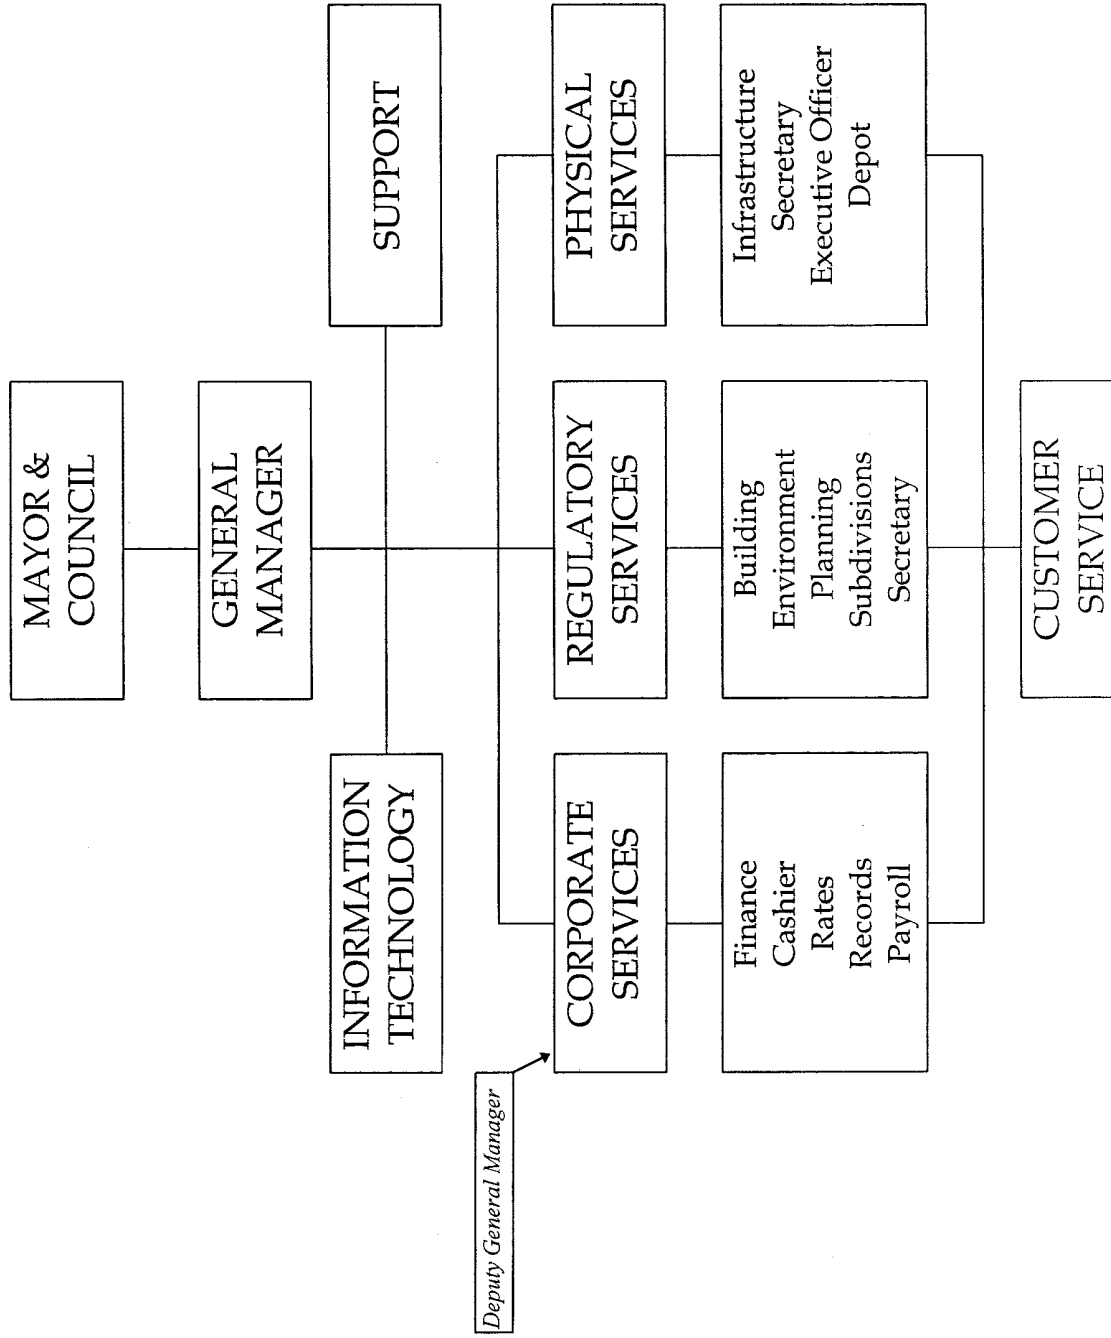 MAYOR &
COUNCIL
GENERAL
MANAGER
INFORMATION
TECHNOLOGY
SUPPORT
Deputy General Manager
CORPORATE
SERVICES
REGULATORY
SERVICES
PHYSICAL
SERVICES
Finance
Cashier
Rates
Records
Payroll
Building
Environment
Planning
Subdivisions
Secretary
Infrastructure
Secretary
Executive Officer
Depot
CUSTOMER
SERVICE